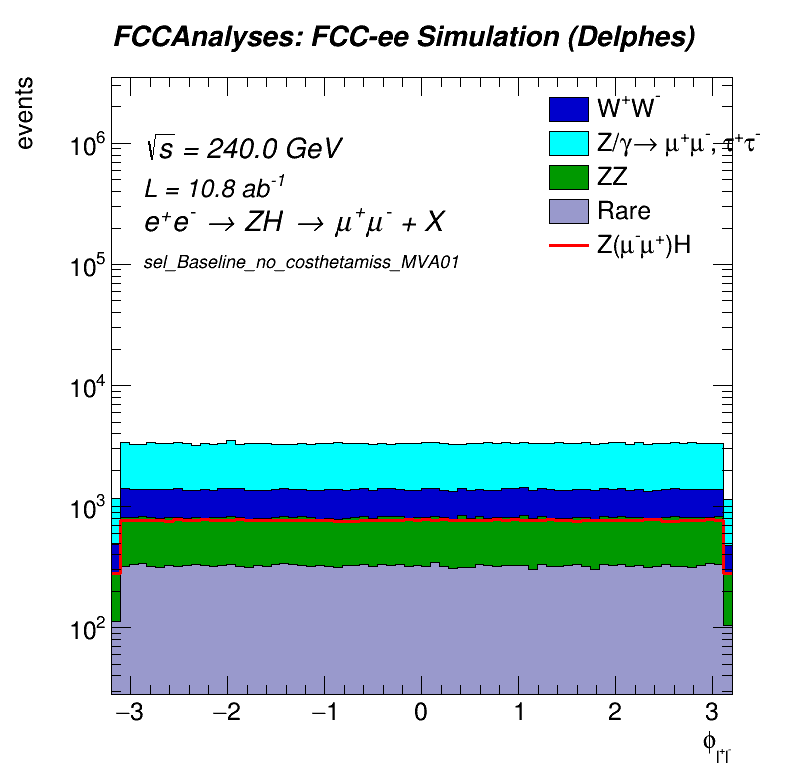 FCCAnalyses: FCC-ee Simulation (Delphes)
events
√s = 240.0 GeV
L = 10.8 ab⁻¹
e⁺e⁻ → ZH → μ⁺μ⁻ + X
sel_Baseline_no_costhetamiss_MVA01
W⁺W⁻
Z/γ→ μ⁺μ⁻, τ⁺τ⁻
ZZ
Rare
Z(μ⁻μ⁺)H
10⁶
10⁵
10⁴
10³
10²
−3 −2 −1 0 1 2 3
ϕ_l⁺l⁻